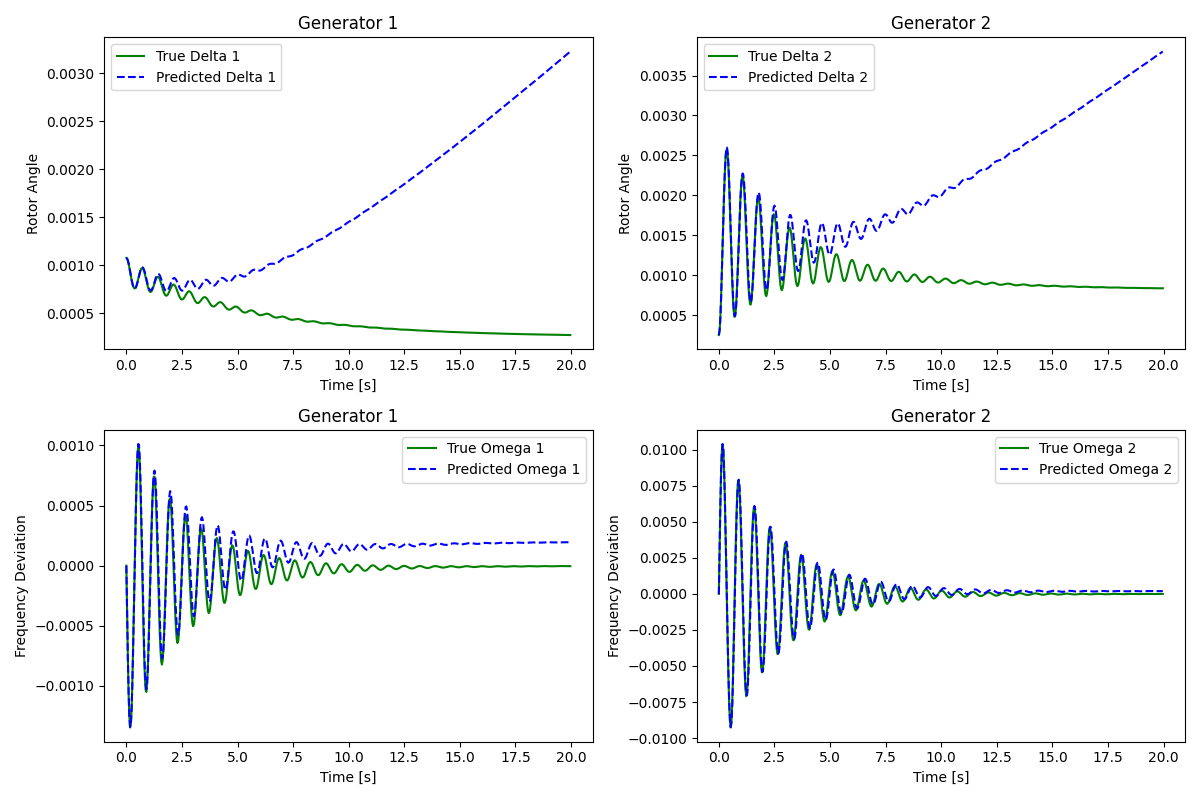 Generator 1
True Delta 1
Predicted Delta 1
0.0030
0.0025
0.0020
0.0015
0.0010
0.0005
Rotor Angle
0.0 2.5 5.0 7.5 10.0 12.5 15.0 17.5 20.0
Time [s]
Generator 2
True Delta 2
Predicted Delta 2
0.0035
0.0030
0.0025
0.0020
0.0015
0.0010
0.0005
Rotor Angle
0.0 2.5 5.0 7.5 10.0 12.5 15.0 17.5 20.0
Time [s]
Generator 1
True Omega 1
Predicted Omega 1
0.0010
0.0005
0.0000
−0.0005
−0.0010
Frequency Deviation
0.0 2.5 5.0 7.5 10.0 12.5 15.0 17.5 20.0
Time [s]
Generator 2
True Omega 2
Predicted Omega 2
0.0100
0.0075
0.0050
0.0025
0.0000
−0.0025
−0.0050
−0.0075
−0.0100
Frequency Deviation
0.0 2.5 5.0 7.5 10.0 12.5 15.0 17.5 20.0
Time [s]